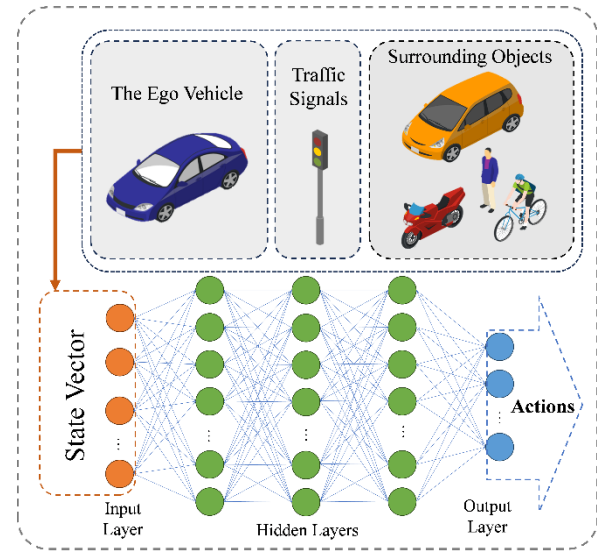 The Ego Vehicle
Traffic
Signals
Surrounding Objects
State Vector
Actions
Input
Layer
Hidden Layers
Output
Layer